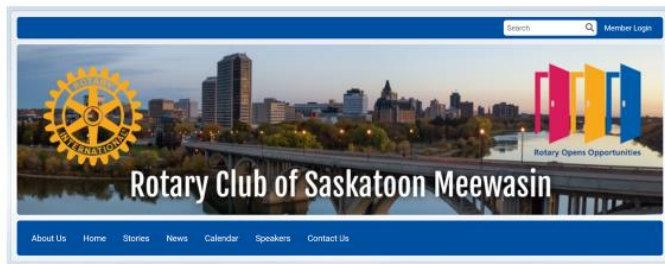 Search
Member Login
ROTARY
INTERNATIONAL
Rotary Opens Opportunities
Rotary Club of Saskatoon Meewasin
About Us Home Stories News Calendar Speakers Contact Us